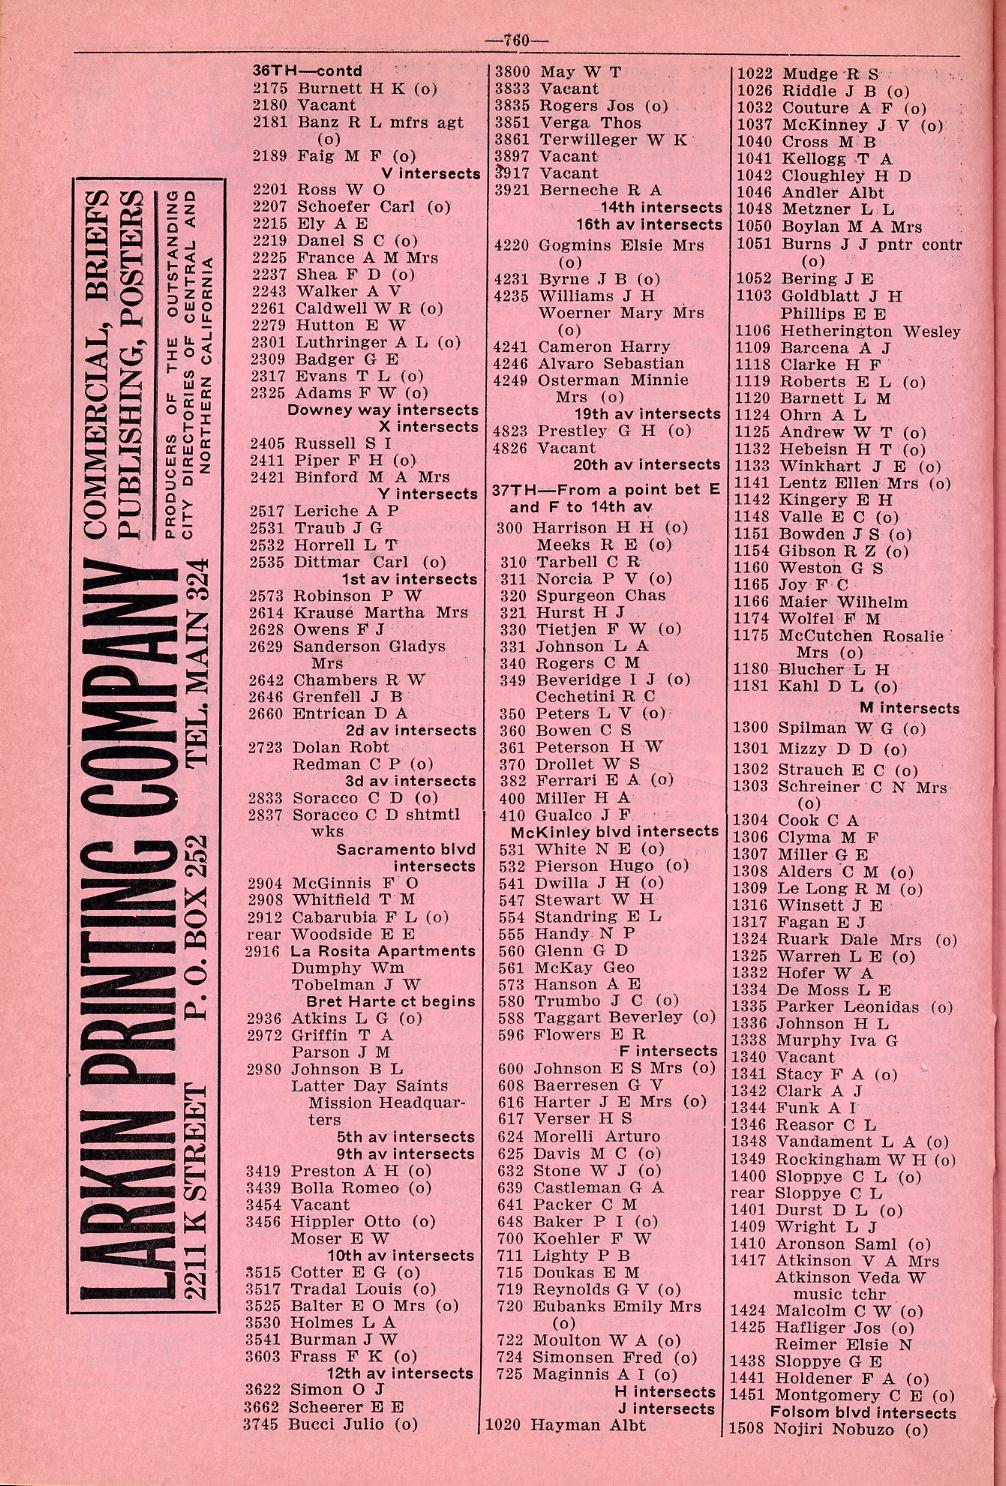 —760—
LARKIN PRINTING COMPANY
COMMERCIAL, BRIEFS
PUBLISHING, POSTERS
PRODUCERS OF THE OUTSTANDING
CITY DIRECTORIES OF CENTRAL AND
NORTHERN CALIFORNIA
2211 K STREET P. O. BOX 252 TEL. MAIN 324
36TH—contd
2175 Burnett H K (o)
2180 Vacant
2181 Banz R L mfrs agt
(o)
2189 Faig M F (o)
V intersects
2201 Ross W O
2207 Schoefer Carl (o)
2215 Ely A E
2219 Danel S C (o)
2225 France A M Mrs
2237 Shea F D (o)
2243 Walker A V
2261 Caldwell W R (o)
2279 Hutton E W
2301 Luthringer A L (o)
2309 Badger G E
2317 Evans T L (o)
2325 Adams F W (o)
Downey way intersects
X intersects
2405 Russell S I
2411 Piper F H (o)
2421 Binford M A Mrs
Y intersects
2517 Leriche A P
2531 Traub J G
2532 Horrell L T
2535 Dittmar Carl (o)
1st av intersects
2573 Robinson P W
2614 Krause Martha Mrs
2628 Owens F J
2629 Sanderson Gladys
Mrs
2642 Chambers R W
2646 Grenfell J B
2660 Entrican D A
2d av intersects
2723 Dolan Robt
Redman C P (o)
3d av intersects
2833 Soracco C D (o)
2837 Soracco C D shtmtl
wks
Sacramento blvd
intersects
2904 McGinnis F O
2908 Whitfield T M
2912 Cabarubia F L (o)
rear Woodside E E
2916 La Rosita Apartments
Dumphy Wm
Tobelman J W
Bret Harte ct begins
2936 Atkins L G (o)
2972 Griffin T A
Parson J M
2980 Johnson B L
Latter Day Saints
Mission Headquar-
ters
5th av intersects
9th av intersects
3419 Preston A H (o)
3439 Bolla Romeo (o)
3454 Vacant
3456 Hippler Otto (o)
Moser E W
10th av intersects
3515 Cotter E G (o)
3517 Tradal Louis (o)
3525 Balter E O Mrs (o)
3530 Holmes L A
3541 Burman J W
3603 Frass F K (o)
12th av intersects
3622 Simon O J
3662 Scheerer E E
3745 Bucci Julio (o)
3800 May W T
3833 Vacant
3835 Rogers Jos (o)
3851 Verga Thos
3861 Terwilleger W K
3897 Vacant
3917 Vacant
3921 Berneche R A
14th intersects
16th av intersects
4220 Gogmins Elsie Mrs
(o)
4231 Byrne J B (o)
4235 Williams J H
Woerner Mary Mrs
(o)
4241 Cameron Harry
4246 Alvaro Sebastian
4249 Osterman Minnie
Mrs (o)
19th av intersects
4823 Prestley G H (o)
4826 Vacant
20th av intersects
37TH—From a point bet E
and F to 14th av
300 Harrison H H (o)
Meeks R E (o)
310 Tarbell C R
311 Norcia P V (o)
320 Spurgeon Chas
321 Hurst H J
330 Tietjen F W (o)
331 Johnson L A
340 Rogers C M
349 Beveridge I J (o)
Cechetini R C
350 Peters L V (o)
360 Bowen C S
361 Peterson H W
370 Drollet W S
382 Ferrari E A (o)
400 Miller H A
410 Gualco J F
McKinley blvd intersects
531 White N E (o)
532 Pierson Hugo (o)
541 Dwilla J H (o)
547 Stewart W H
554 Standring E L
555 Handy N P
560 Glenn G D
561 McKay Geo
573 Hanson A E
580 Trumbo J C (o)
588 Taggart Beverley (o)
596 Flowers E R
F intersects
600 Johnson E S Mrs (o)
608 Baerresen G V
616 Harter J E Mrs (o)
617 Verser H S
624 Morelli Arturo
625 Davis M C (o)
632 Stone W J (o)
639 Castleman G A
641 Packer C M
648 Baker P I (o)
700 Koehler F W
711 Lighty P B
715 Doukas E M
719 Reynolds G V (o)
720 Eubanks Emily Mrs
(o)
722 Moulton W A (o)
724 Simonsen Fred (o)
725 Maginnis A I (o)
H intersects
J intersects
1020 Hayman Albt
1022 Mudge R S
1026 Riddle J B (o)
1032 Couture A F (o)
1037 McKinney J V (o)
1040 Cross M B
1041 Kellogg T A
1042 Cloughley H D
1046 Andler Albt
1048 Metzner L L
1050 Boylan M A Mrs
1051 Burns J J pntr contr
(o)
1052 Bering J E
1103 Goldblatt J H
Phillips E E
1106 Hetherington Wesley
1109 Barcena A J
1118 Clarke H F
1119 Roberts E L (o)
1120 Barnett L M
1124 Ohrn A L
1125 Andrew W T (o)
1132 Hebeisn H T (o)
1133 Winkhart J E (o)
1141 Lentz Ellen Mrs (o)
1142 Kingery E H
1148 Valle E C (o)
1151 Bowden J S (o)
1154 Gibson R Z (o)
1160 Weston G S
1165 Joy F C
1166 Maier Wilhelm
1174 Wolfel F M
1175 McCutchen Rosalie
Mrs (o)
1180 Blucher L H
1181 Kahl D L (o)
M intersects
1300 Spilman W G (o)
1301 Mizzy D D (o)
1302 Strauch E C (o)
1303 Schreiner C N Mrs
(o)
1304 Cook C A
1306 Clyma M F
1307 Miller G E
1308 Alders C M (o)
1309 Le Long R M (o)
1316 Winsett J E
1317 Fagan E J
1324 Ruark Dale Mrs (o)
1325 Warren L E (o)
1332 Hofer W A
1334 De Moss L E
1335 Parker Leonidas (o)
1336 Johnson H L
1338 Murphy Iva G
1340 Vacant
1341 Stacy F A (o)
1342 Clark A J
1344 Funk A I
1346 Reasor C L
1348 Vandament L A (o)
1349 Rockingham W H (o)
1400 Sloppye C L (o)
rear Sloppye C L
1401 Durst D L (o)
1409 Wright L J
1410 Aronson Saml (o)
1417 Atkinson V A Mrs
Atkinson Veda W
music tchr
1424 Malcolm C W (o)
1425 Hafliger Jos (o)
Reimer Elsie N
1438 Sloppye G E
1441 Holdener F A (o)
1451 Montgomery C E (o)
Folsom blvd intersects
1508 Nojiri Nobuzo (o)